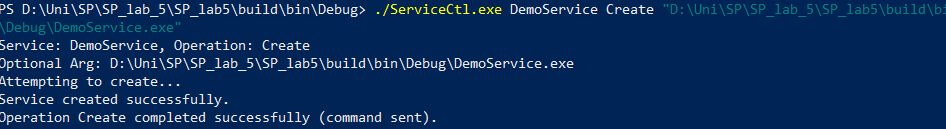 PS D:\Uni\SP\SP_lab_5\SP_lab5\build\bin\Debug> ./ServiceCtl.exe DemoService Create "D:\Uni\SP\SP_lab_5\SP_lab5\build\bi
\Debug\DemoService.exe"
Service: DemoService, Operation: Create
Optional Arg: D:\Uni\SP\SP_lab_5\SP_lab5\build\bin\Debug\DemoService.exe
Attempting to create...
Service created successfully.
Operation Create completed successfully (command sent).